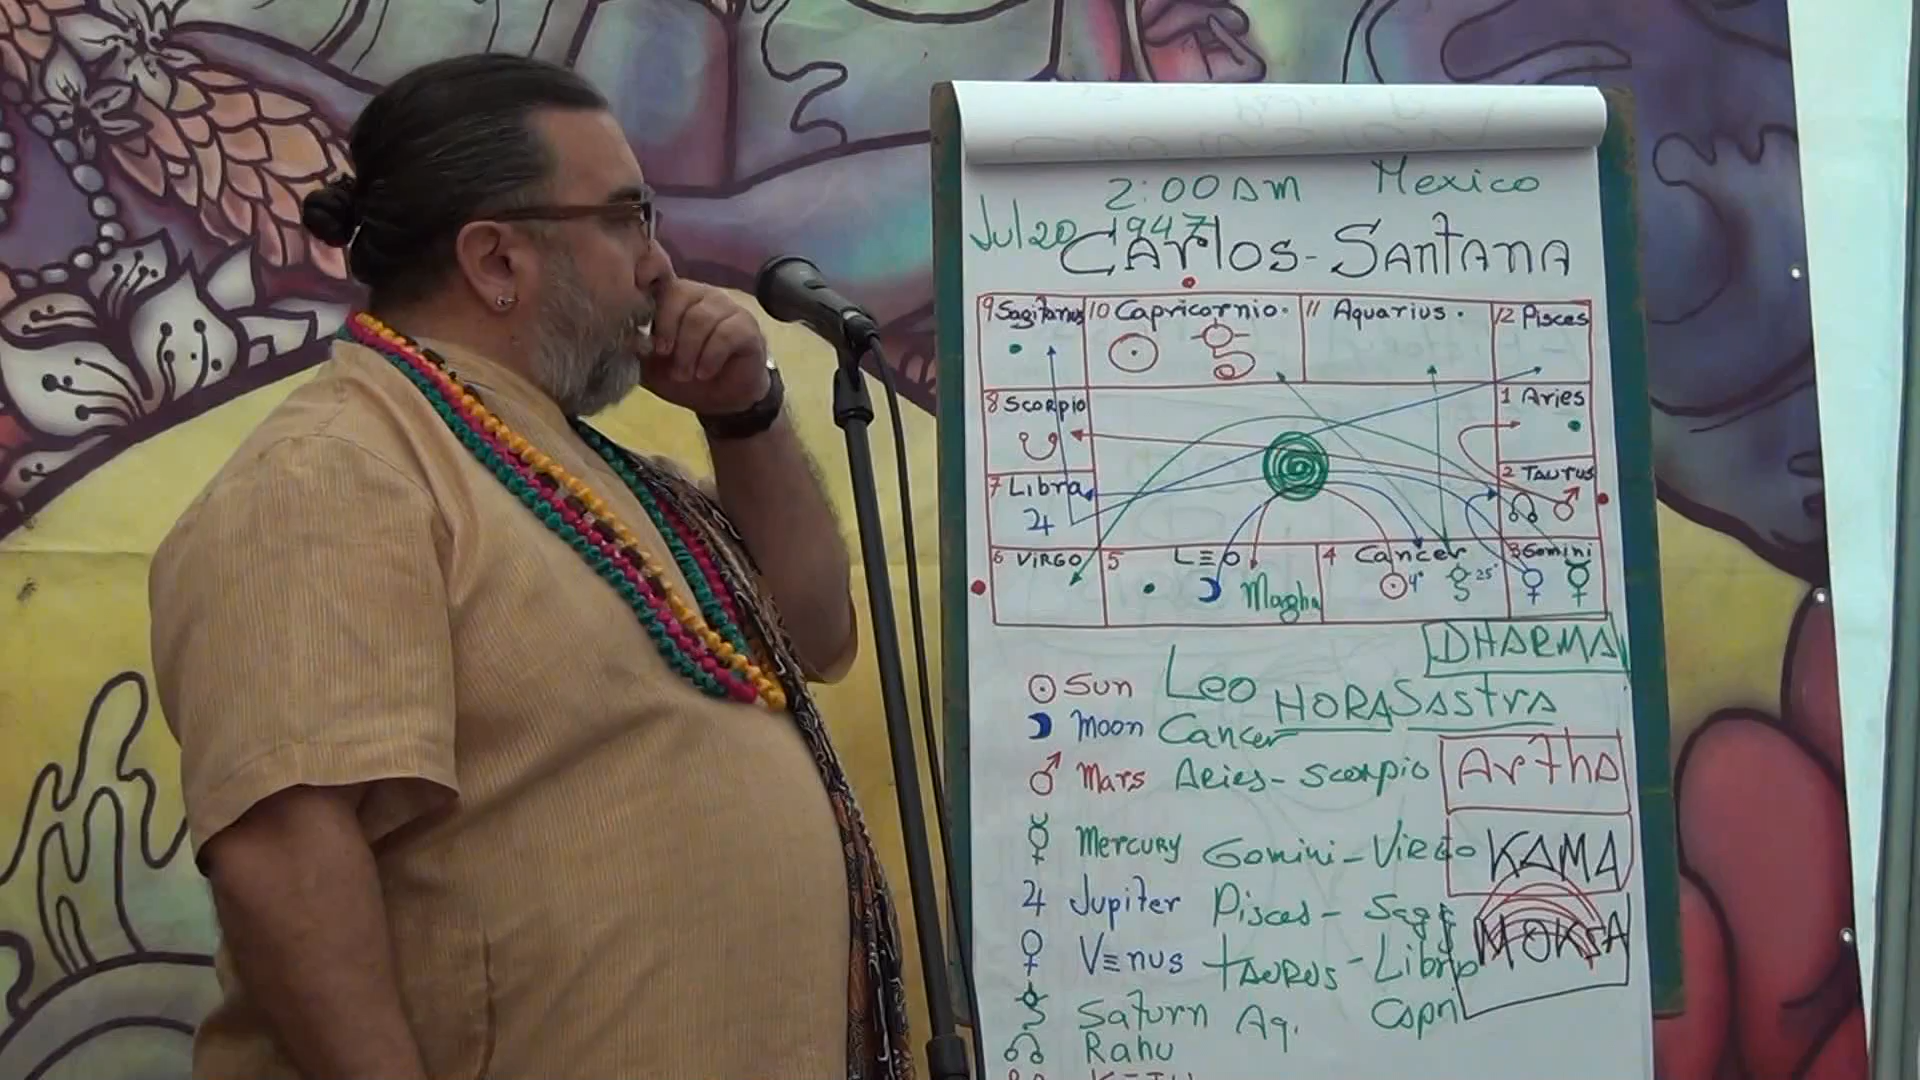 2:00 AM Mexico
Jul 20 1947
Carlos-Santana
9 Sagitarius 10 Capricornio. 11 Aquarius. 12 Pisces
8 Scorpio 1 Aries
7 Libra 2 TAURUS
6 VIRGO 5 LEO 4 Cancer 3 Gemini
Magha 4° 25°
DHARMA
Sun Leo HORASAstrA
Moon Cancer
Mars Aries-Scorpio Artha
Mercury Gemini-Virgo KAMA
Jupiter Pisces-Sag
MOKSA
Venus TAURUS-Libra
Saturn Aq. Capri
Rahu